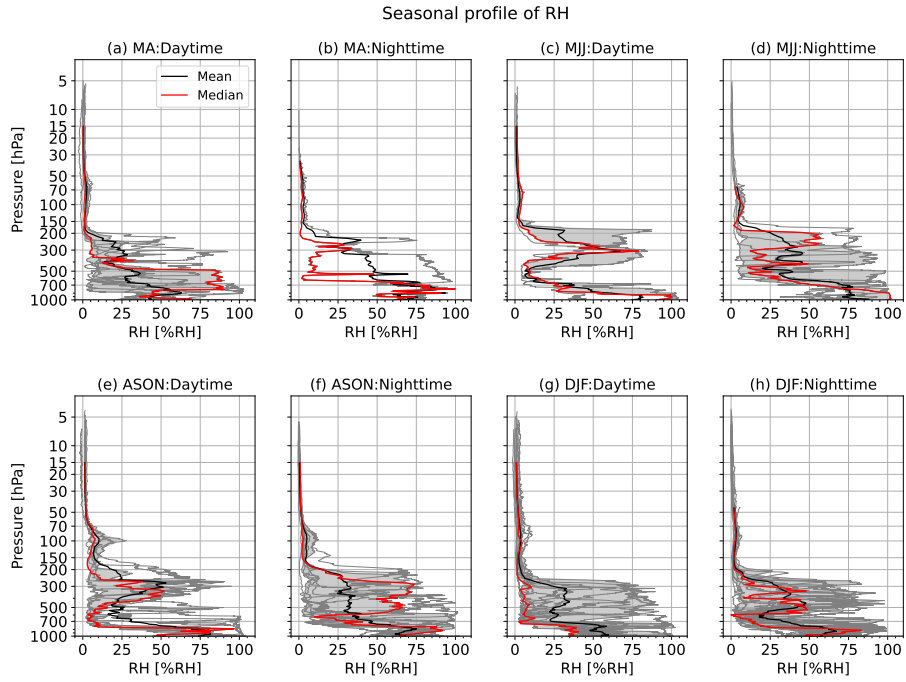 Seasonal profile of RH
(a) MA:Daytime
(b) MA:Nighttime
(c) MJJ:Daytime
(d) MJJ:Nighttime
Mean
Median
Pressure [hPa]
5
10
15
20
30
50
70
100
150
200
300
500
700
1000
0 25 50 75 100
0 25 50 75 100
0 25 50 75 100
0 25 50 75 100
RH [%RH]
RH [%RH]
RH [%RH]
RH [%RH]
(e) ASON:Daytime
(f) ASON:Nighttime
(g) DJF:Daytime
(h) DJF:Nighttime
Pressure [hPa]
5
10
15
20
30
50
70
100
150
200
300
500
700
1000
0 25 50 75 100
0 25 50 75 100
0 25 50 75 100
0 25 50 75 100
RH [%RH]
RH [%RH]
RH [%RH]
RH [%RH]